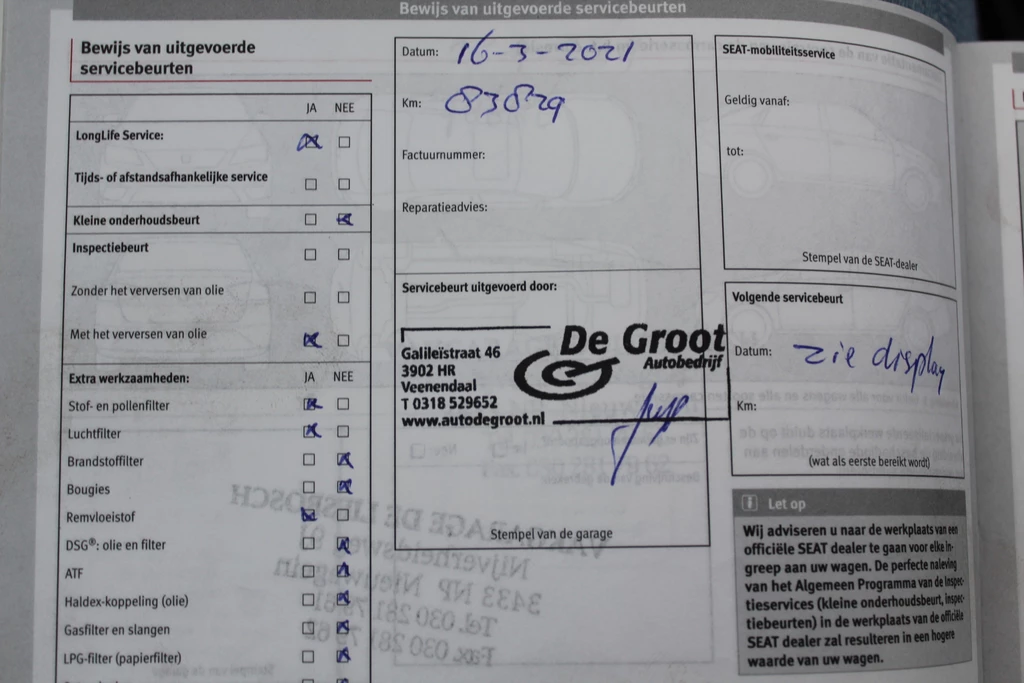 Bewijs van uitgevoerde servicebeurten
Bewijs van uitgevoerde
servicebeurten
JA NEE
LongLife Service:
Tijds- of afstandsafhankelijke service
Kleine onderhoudsbeurt
Inspectiebeurt
Zonder het verversen van olie
Met het verversen van olie
Extra werkzaamheden: JA NEE
Stof- en pollenfilter
Luchtfilter
Brandstoffilter
Bougies
Remvloeistof
DSG®: olie en filter
ATF
Haldex-koppeling (olie)
Gasfilter en slangen
LPG-filter (papierfilter)
Datum: 16-3-2021
Km: 83829
Factuurnummer:
Reparatieadvies:
Servicebeurt uitgevoerd door:
De Groot
Autobedrijf
Galileïstraat 46
3902 HR
Veenendaal
T 0318 529652
www.autodegroot.nl
Stempel van de garage
SEAT-mobiliteitsservice
Geldig vanaf:
tot:
Stempel van de SEAT-dealer
Volgende servicebeurt
Datum: zie display
Km:
(wat als eerste bereikt wordt)
Let op
Wij adviseren u naar de werkplaats van een
officiële SEAT dealer te gaan voor elke in-
greep aan uw wagen. De perfecte naleving
van het Algemeen Programma van de Inspec-
tieservices (kleine onderhoudsbeurt, inspec-
tiebeurten) in de werkplaats van de officiële
SEAT dealer zal resulteren in een hogere
waarde van uw wagen.